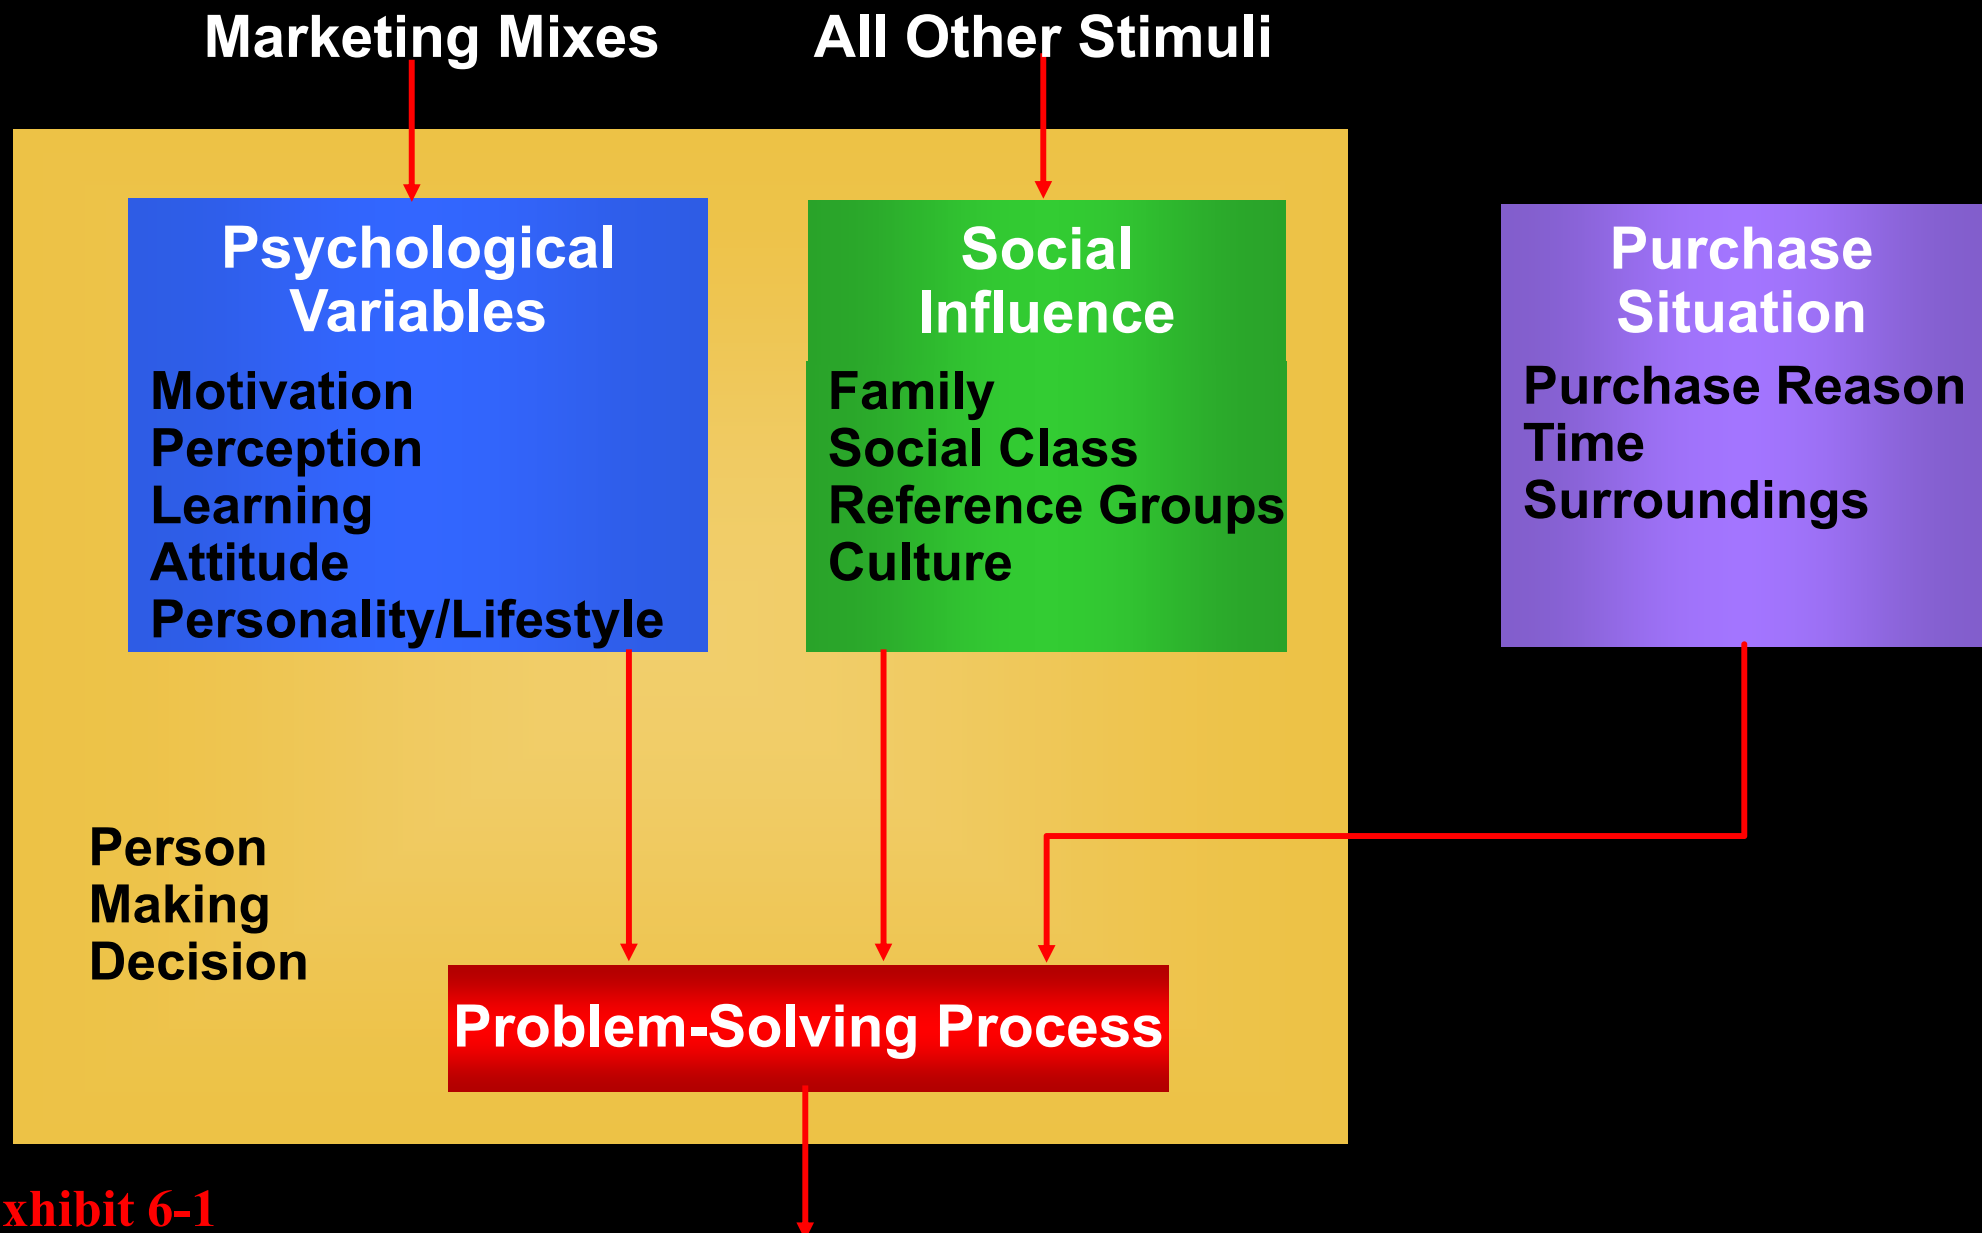 Marketing Mixes
All Other Stimuli
Psychological
Variables
Motivation
Perception
Learning
Attitude
Personality/Lifestyle
Social
Influence
Family
Social Class
Reference Groups
Culture
Purchase
Situation
Purchase Reason
Time
Surroundings
Person
Making
Decision
Problem-Solving Process
xhibit 6-1